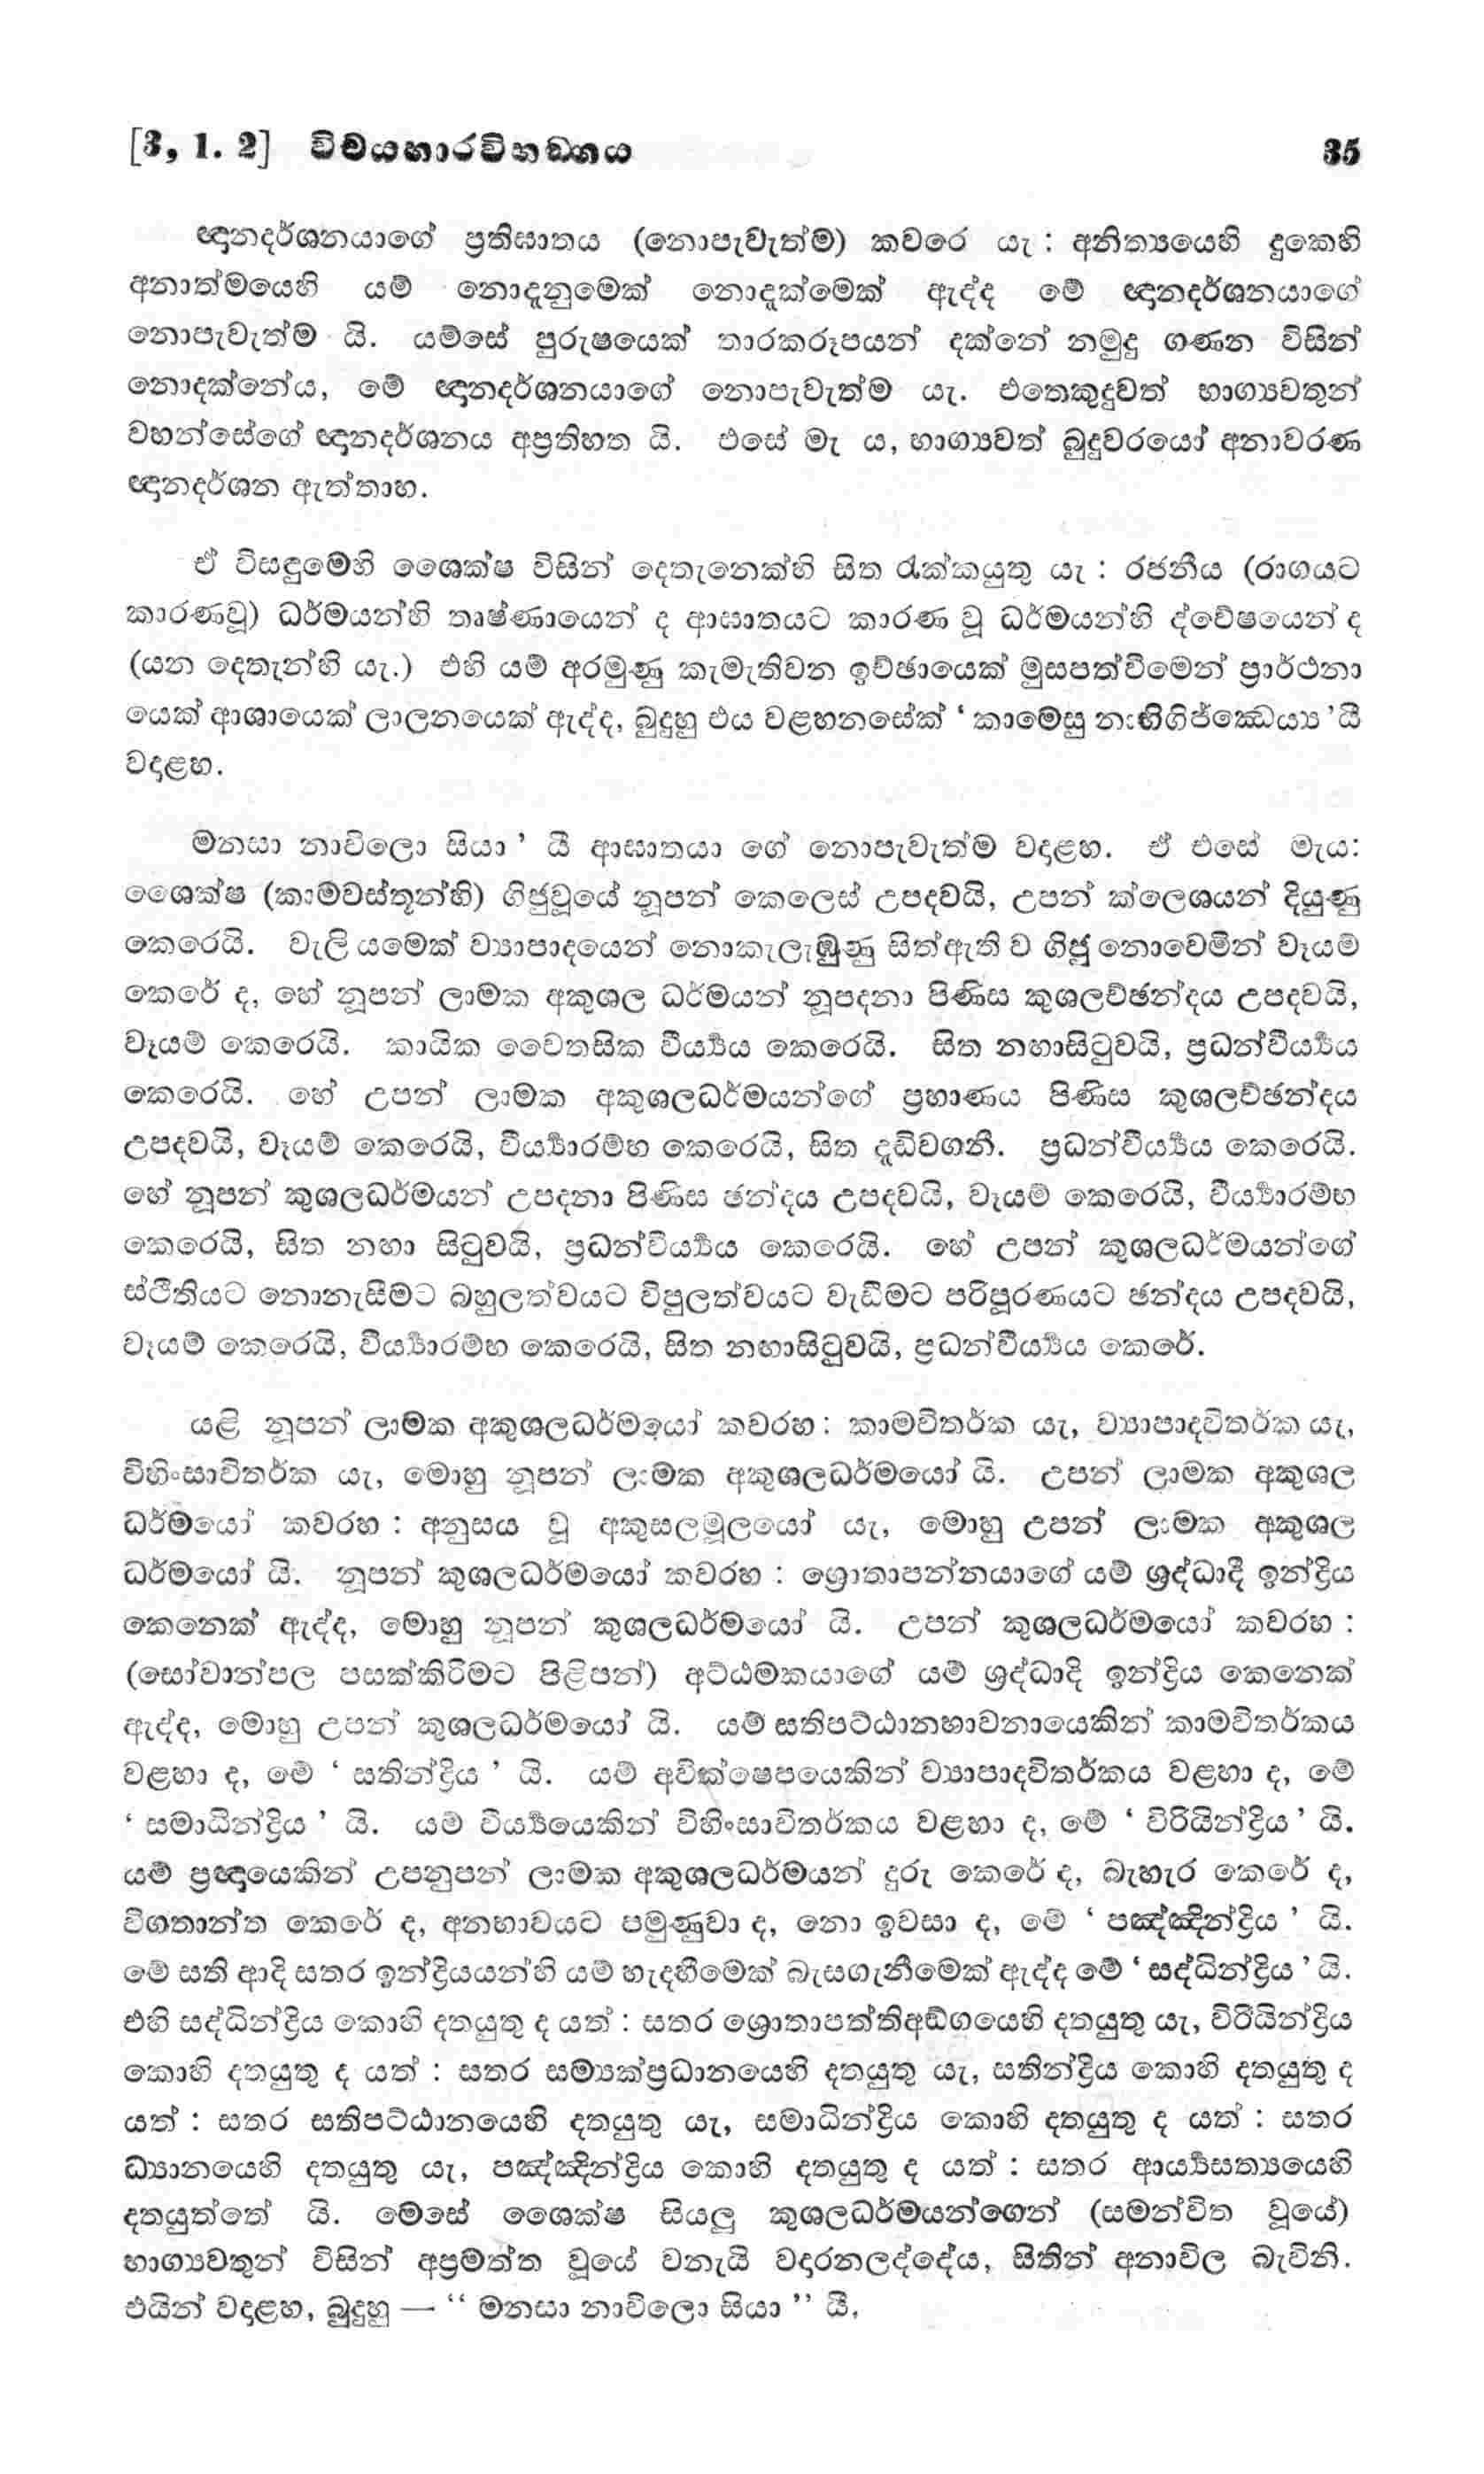 [3, 1. 2] විචයහාරවිභඞ්ගය 35
ඥානදර්ශනයාගේ ප්‍රතිඝාතය (නොපැවැත්ම) කවරෙ යැ : අනිත්‍යයෙහි දුකෙහි
අනාත්මයෙහි යම් නොදැනුමෙක් නොදැක්මෙක් ඇද්ද මේ ඥානදර්ශනයාගේ
නොපැවැත්ම යි. යම්සේ පුරුෂයෙක් තාරකරූපයන් දක්නේ නමුදු ගණන විසින්
නොදක්නේය, මේ ඥානදර්ශනයාගේ නොපැවැත්ම යැ. එතෙකුදුවත් භාග්‍යවතුන්
වහන්සේගේ ඥානදර්ශනය අප්‍රතිහත යි. එසේ මැ ය, භාග්‍යවත් බුදුවරයෝ අනාවරණ
ඥානදර්ශන ඇත්තාහ.
ඒ විසඳුමෙහි ශෛක්ෂ විසින් දෙතැනෙක්හි සිත රැක්කයුතු යැ : රජනීය (රාගයට
කාරණවූ) ධර්මයන්හි තෘෂ්ණායෙන් ද ආඝාතයට කාරණ වූ ධර්මයන්හි ද්වේෂයෙන් ද
(යන දෙතැන්හි යැ.) එහි යම් අරමුණු කැමැතිවන ඉච්ඡායෙක් මුසපත්වීමෙන් ප්‍රාර්ථනා
යෙක් ආශායෙක් ලාලනයෙක් ඇද්ද, බුදුහු එය වළහනසේක් ‘ කාමෙසු නාභිගිජ්ඣෙය්‍ය ’යී
වදළහ.
මනසා නාවිලො සියා ’ යී ආඝාතයා ගේ නොපැවැත්ම වදළහ. ඒ එසේ මැය:
ශෛක්ෂ (කාමවස්තූන්හි) ගිජුවූයේ නූපන් කෙලෙස් උපදවයි, උපන් ක්ලෙශයන් දියුණු
කෙරෙයි. වැලි යමෙක් ව්‍යාපාදයෙන් නොකැලැඹුණු සිත්ඇති ව ගිජු නොවෙමින් වෑයම්
කෙරේ ද, හේ නූපන් ලාමක අකුශල ධර්මයන් නූපදනා පිණිස කුශලච්ඡන්දය උපදවයි,
වෑයම් කෙරෙයි. කායික චෛතසික වීර්‍ය්‍යය කෙරෙයි. සිත නඟාසිටුවයි, ප්‍රධන්වීර්‍ය්‍යය
කෙරෙයි. හේ උපන් ලාමක අකුශලධර්මයන්ගේ ප්‍රහාණය පිණිස කුශලච්ඡන්දය
උපදවයි, වෑයම් කෙරෙයි, වීර්‍ය්‍යාරම්භ කෙරෙයි, සිත දැඩිවගනී. ප්‍රධන්වීර්‍ය්‍යය කෙරෙයි.
හේ නූපන් කුශලධර්මයන් උපදනා පිණිස ඡන්දය උපදවයි, වෑයම් කෙරෙයි, වීර්‍ය්‍යාරම්භ
කෙරෙයි, සිත නඟා සිටුවයි, ප්‍රධන්වීර්‍ය්‍යය කෙරෙයි. හේ උපන් කුශලධර්මයන්ගේ
ස්ථිතියට නොනැසීමට බහුලත්වයට විපුලත්වයට වැඩීමට පරිපූරණයට ඡන්දය උපදවයි,
වෑයම් කෙරෙයි, වීර්‍ය්‍යාරම්භ කෙරෙයි, සිත නඟාසිටුවයි, ප්‍රධන්වීර්‍ය්‍යය කෙරේ.
යළි නූපන් ලාමක අකුශලධර්මයෝ කවරහ : කාමවිතර්ක යැ, ව්‍යාපාදවිතර්ක යැ,
විහිංසාවිතර්ක යැ, මොහු නූපන් ලාමක අකුශලධර්මයෝ යි. උපන් ලාමක අකුශල
ධර්මයෝ කවරහ : අනුසය වූ අකුසලමූලයෝ යැ, මොහු උපන් ලාමක අකුශල
ධර්මයෝ යි. නූපන් කුශලධර්මයෝ කවරහ : ශ්‍රොතාපන්නයාගේ යම් ශ්‍රද්ධාදී ඉන්ද්‍රිය
කෙනෙක් ඇද්ද, මොහු නූපන් කුශලධර්මයෝ යි. උපන් කුශලධර්මයෝ කවරහ :
(සෝවාන්පල පසක්කිරීමට පිළිපන්) අට්ඨමකයාගේ යම් ශ්‍රද්ධාදි ඉන්ද්‍රිය කෙනෙක්
ඇද්ද, මොහු උපන් කුශලධර්මයෝ යි. යම් සතිපට්ඨානභාවනායෙකින් කාමවිතර්කය
වළහා ද, මේ ‘ සතින්ද්‍රිය ’ යි. යම් අවික්ෂෙපයෙකින් ව්‍යාපාදවිතර්කය වළහා ද, මේ
‘ සමාධින්ද්‍රිය ’ යි. යම් වීර්‍ය්‍යයෙකින් විහිංසාවිතර්කය වළහා ද, මේ ‘ විරියින්ද්‍රිය ’ යි.
යම් ප්‍රඥායෙකින් උපනුපන් ලාමක අකුශලධර්මයන් දුරු කෙරේ ද, බැහැර කෙරේ ද,
විගතාන්ත කෙරේ ද, අනභාවයට පමුණුවා ද, නො ඉවසා ද, මේ ‘ පඤ්ඤින්ද්‍රිය ’ යි.
මේ සති ආදි සතර ඉන්ද්‍රියයන්හි යම් හැදහීමෙක් බැසගැනීමෙක් ඇද්ද මේ ‘ සද්ධින්ද්‍රිය ’ යි.
එහි සද්ධින්ද්‍රිය කොහි දතයුතු ද යත් : සතර ශ්‍රොතාපත්තිඅඞ්ගයෙහි දතයුතු යැ, විරියින්ද්‍රිය
කොහි දතයුතු ද යත් : සතර සම්‍යක්ප්‍රධානයෙහි දතයුතු යැ, සතින්ද්‍රිය කොහි දතයුතු ද
යත් : සතර සතිපට්ඨානයෙහි දතයුතු යැ, සමාධින්ද්‍රිය කොහි දතයුතු ද යත් : සතර
ධ්‍යානයෙහි දතයුතු යැ, පඤ්ඤින්ද්‍රිය කොහි දතයුතු ද යත් : සතර ආර්‍ය්‍යසත්‍යයෙහි
දතයුත්තේ යි. මෙසේ ශෛක්ෂ සියලු කුශලධර්මයන්ගෙන් (සමන්විත වූයේ)
භාග්‍යවතුන් විසින් අප්‍රමත්ත වූයේ වනැයි වදාරනලද්දේය, සිතින් අනාවිල බැවිනි.
එයින් වදළහ, බුදුහු — “ මනසා නාවිලො සියා ” යී.